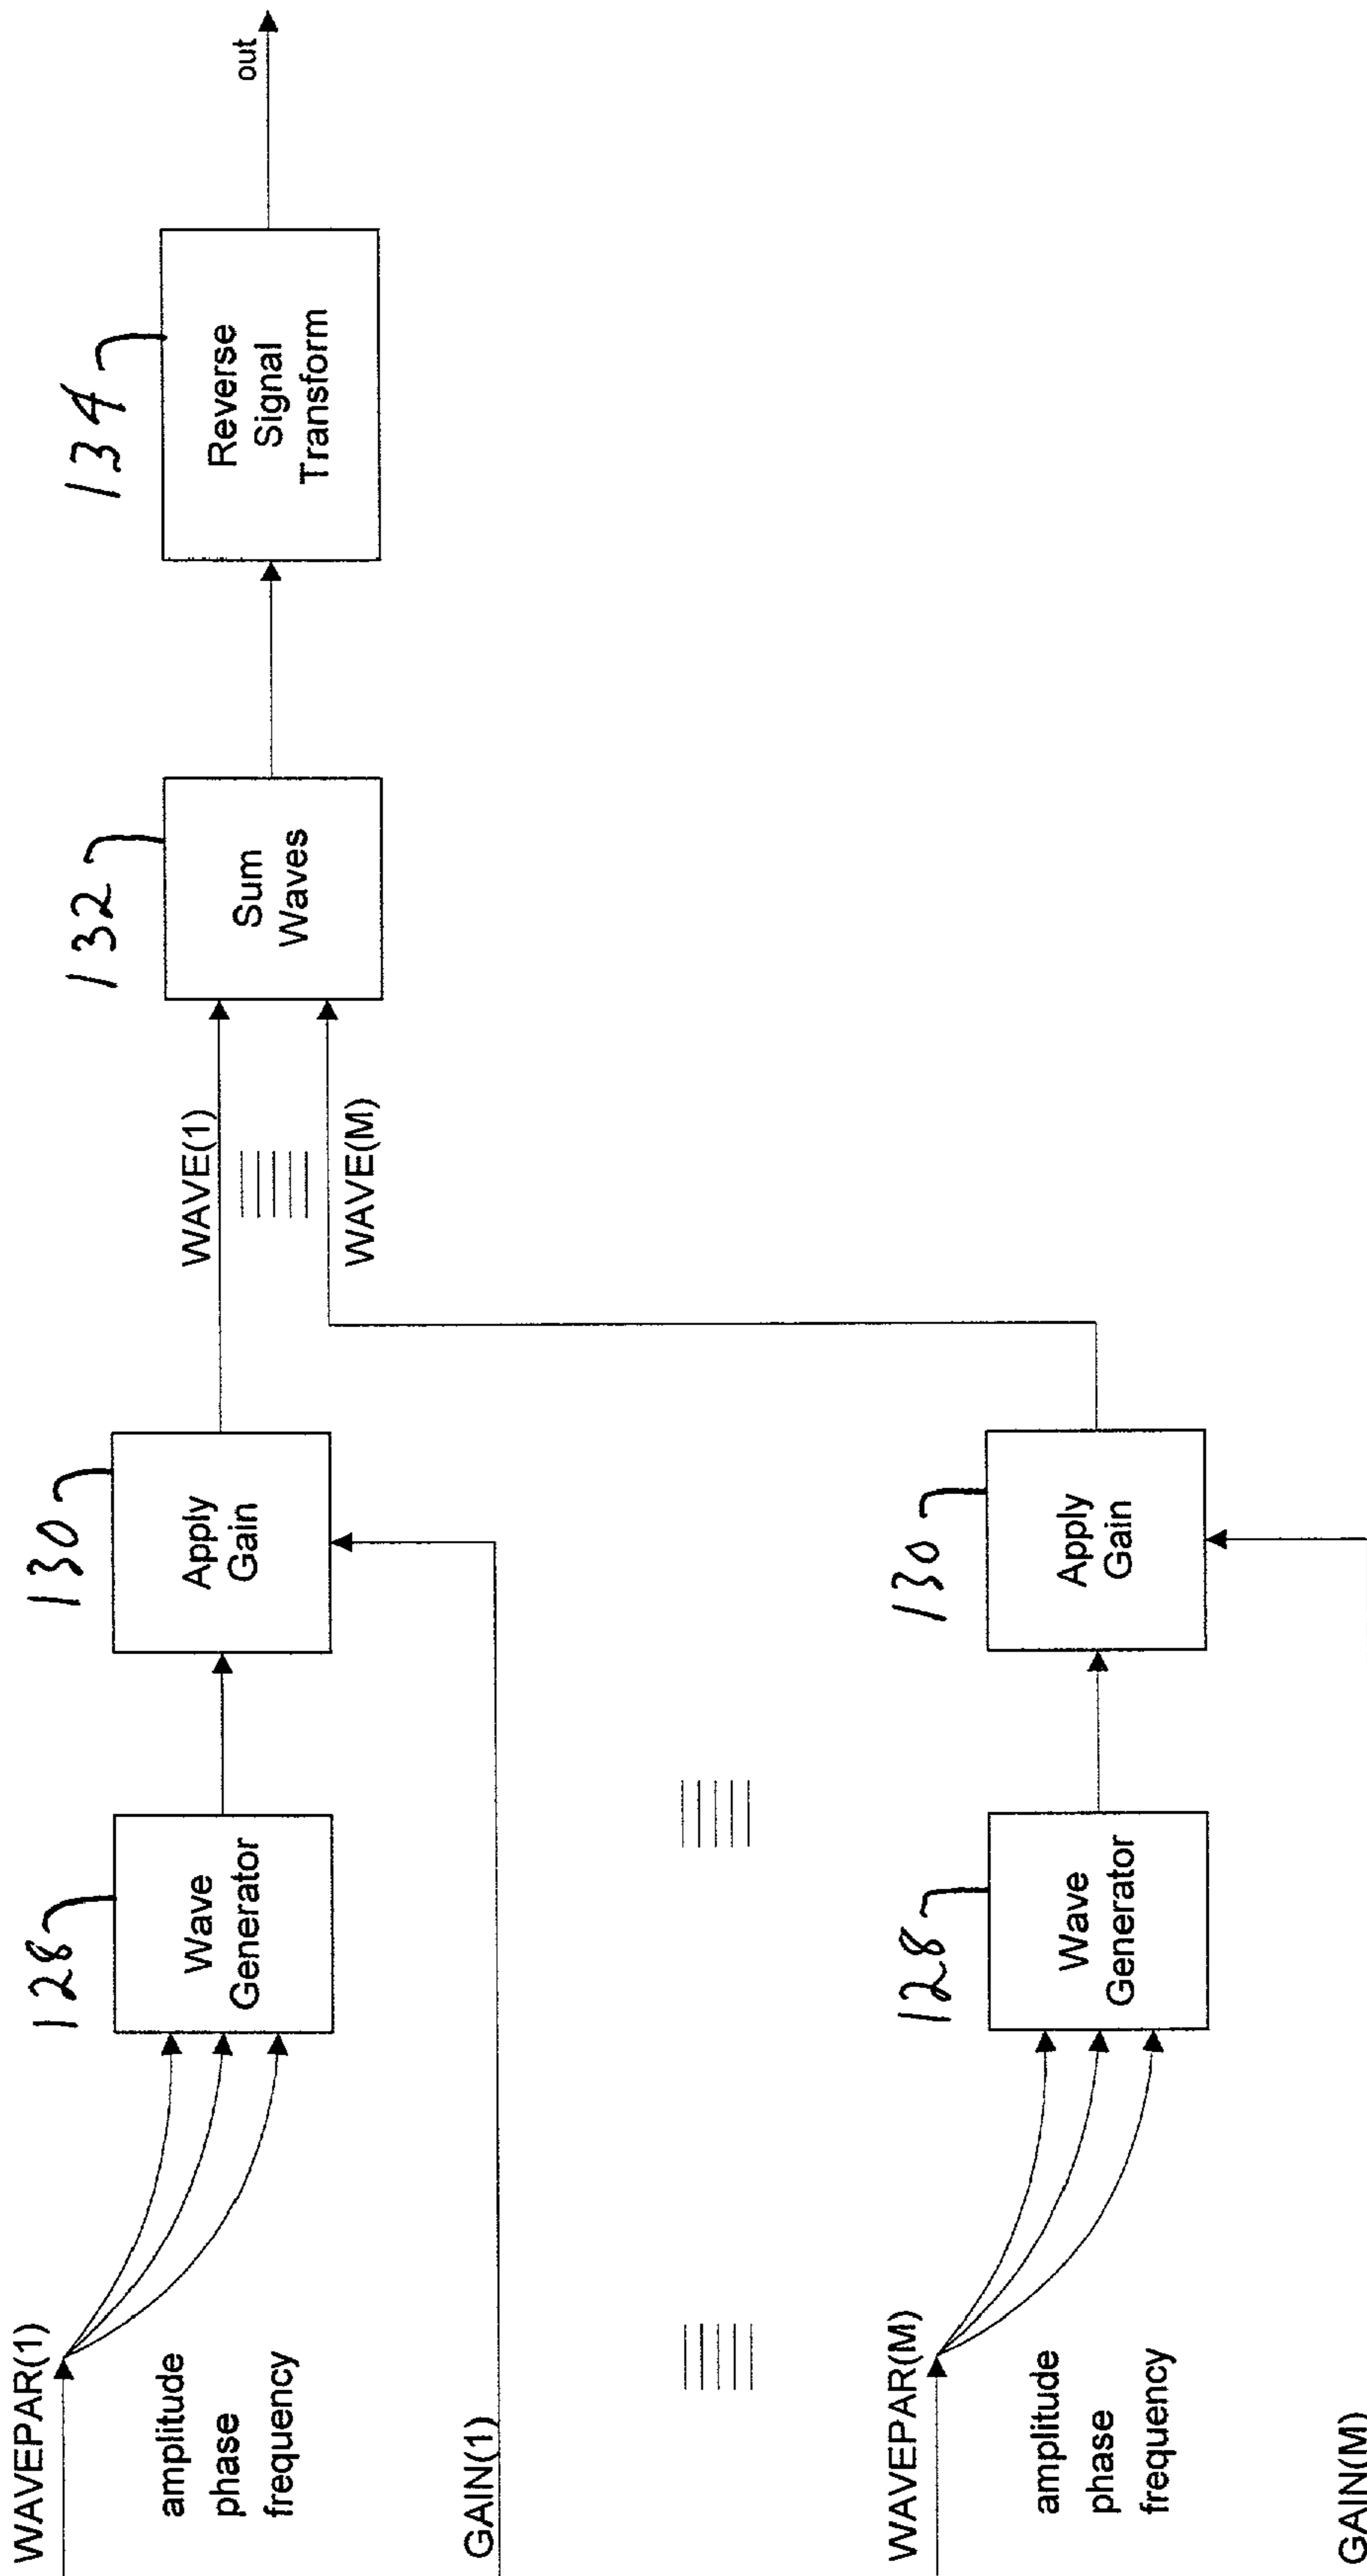 WAVEPAR(1)
amplitude
phase
frequency
GAIN(1)
128
Wave
Generator
130
Apply
Gain
WAVE(1)
WAVE(M)
132
Sum
Waves
134
Reverse
Signal
Transform
out
WAVEPAR(M)
amplitude
phase
frequency
GAIN(M)
128
Wave
Generator
130
Apply
Gain